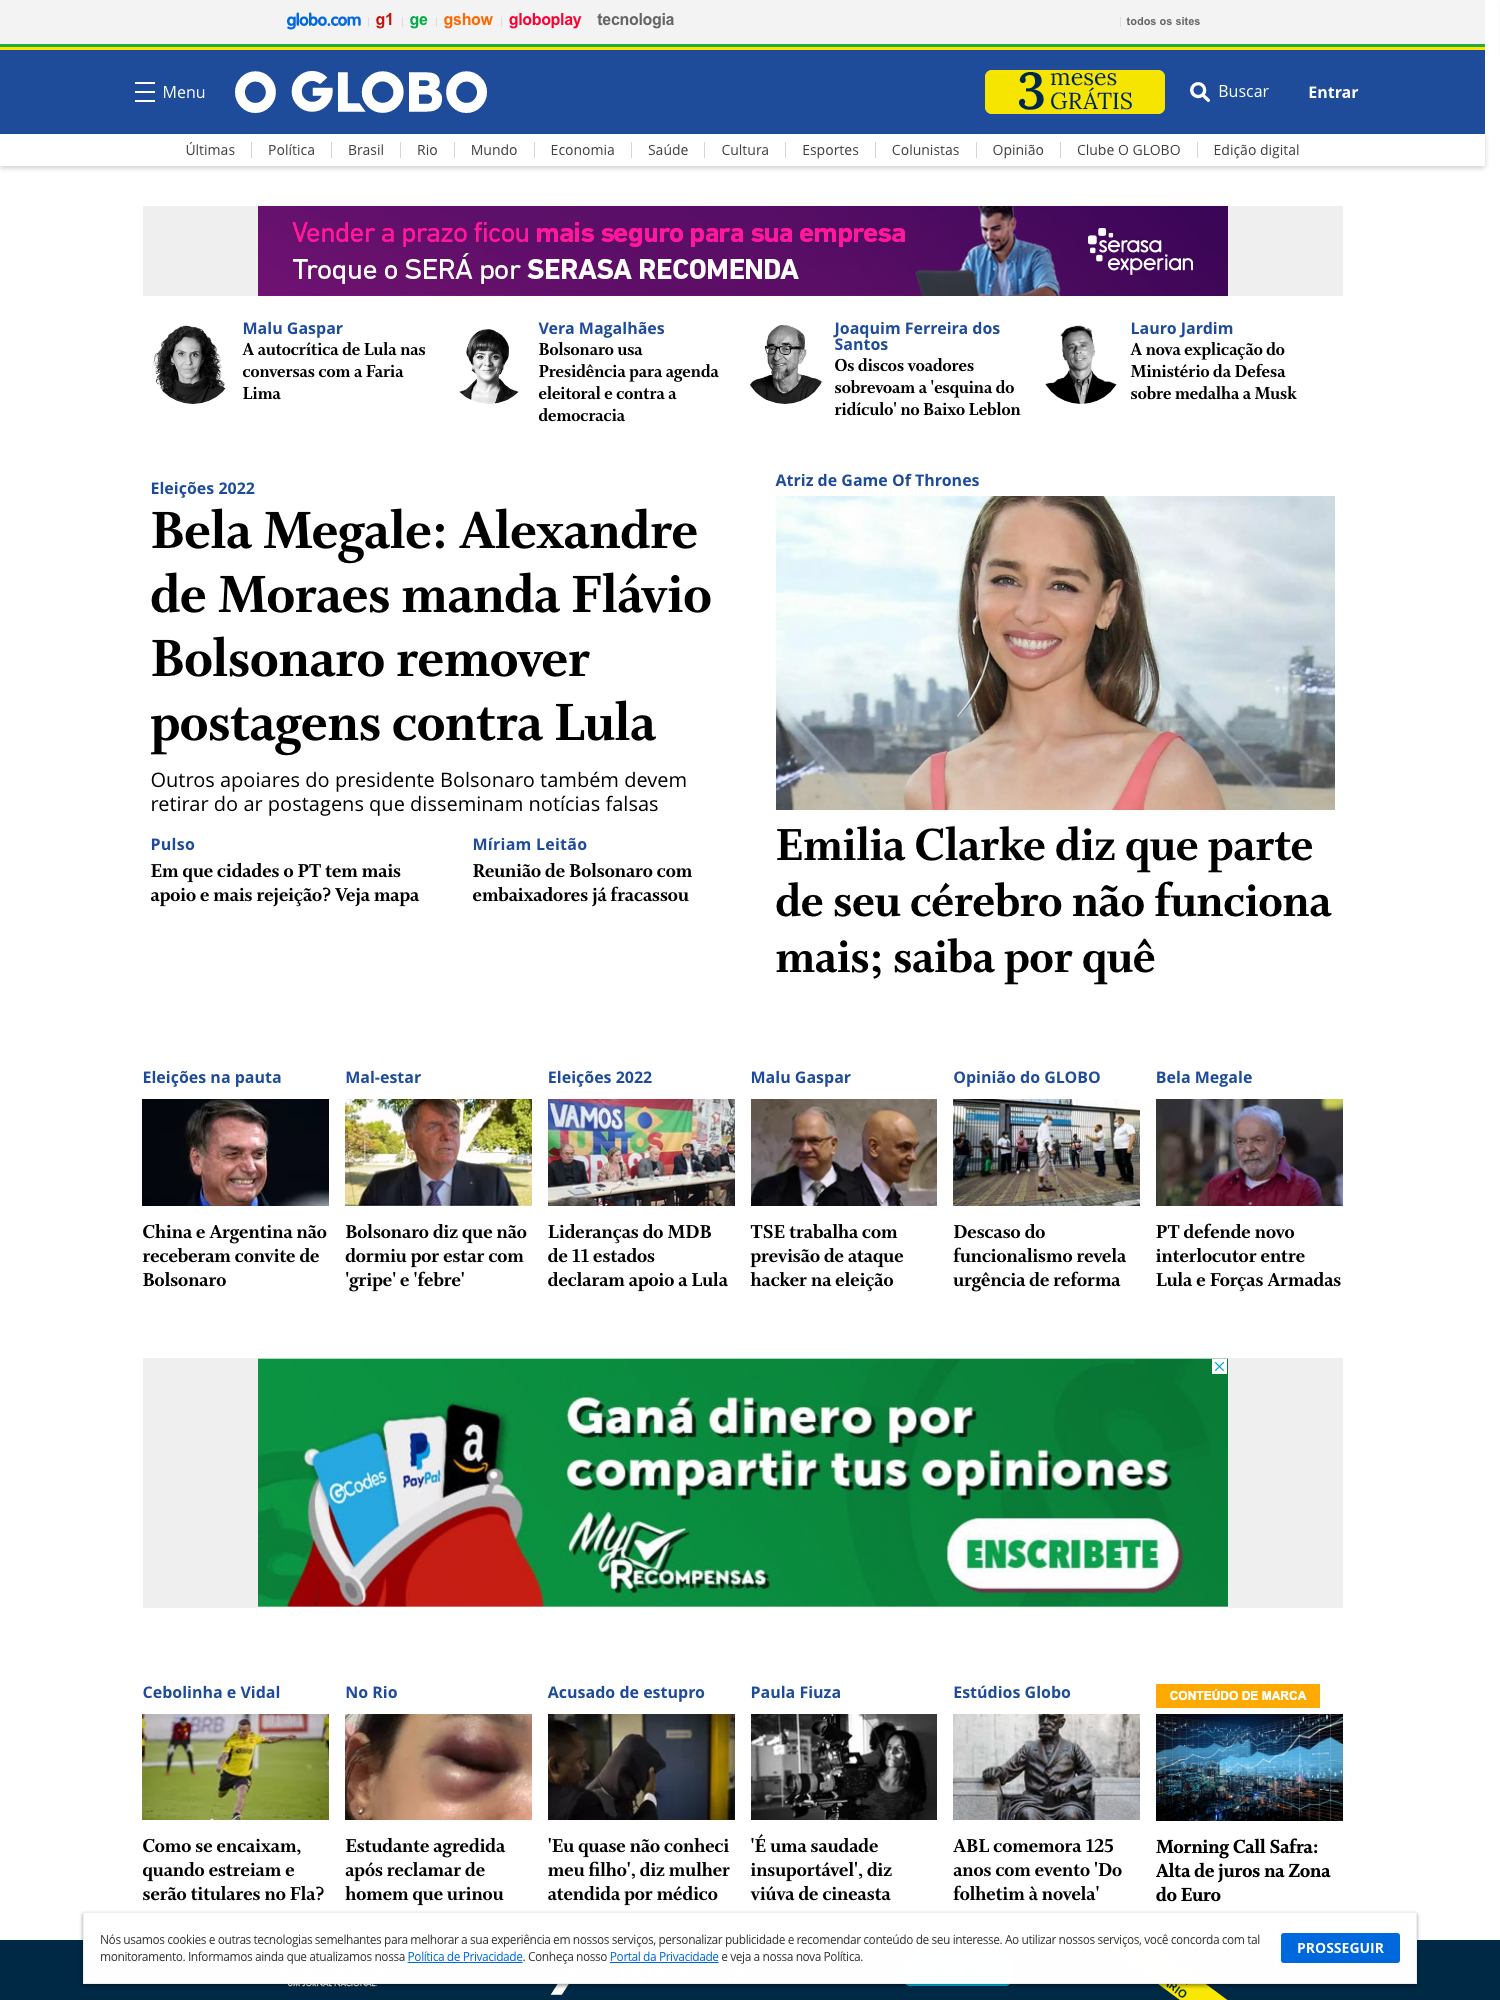 globo.com
g1
ge
gshow
globoplay
tecnologia
todos os sites
Menu
O GLOBO
3 meses GRÁTIS
Buscar
Entrar
Últimas
Política
Brasil
Rio
Mundo
Economia
Saúde
Cultura
Esportes
Colunistas
Opinião
Clube O GLOBO
Edição digital
Vender a prazo ficou mais seguro para sua empresa
Troque o SERÁ por SERASA RECOMENDA
serasa
experian
Malu Gaspar
A autocrítica de Lula nas
conversas com a Faria
Lima
Vera Magalhães
Bolsonaro usa
Presidência para agenda
eleitoral e contra a
democracia
Joaquim Ferreira dos
Santos
Os discos voadores
sobrevoam a 'esquina do
ridículo' no Baixo Leblon
Lauro Jardim
A nova explicação do
Ministério da Defesa
sobre medalha a Musk
Eleições 2022
Bela Megale: Alexandre
de Moraes manda Flávio
Bolsonaro remover
postagens contra Lula
Outros apoiares do presidente Bolsonaro também devem
retirar do ar postagens que disseminam notícias falsas
Pulso
Em que cidades o PT tem mais
apoio e mais rejeição? Veja mapa
Míriam Leitão
Reunião de Bolsonaro com
embaixadores já fracassou
Atriz de Game Of Thrones
Emilia Clarke diz que parte
de seu cérebro não funciona
mais; saiba por quê
Eleições na pauta
China e Argentina não
receberam convite de
Bolsonaro
Mal-estar
Bolsonaro diz que não
dormiu por estar com
'gripe' e 'febre'
Eleições 2022
VAMOS
JUNTOS
Lideranças do MDB
de 11 estados
declaram apoio a Lula
Malu Gaspar
TSE trabalha com
previsão de ataque
hacker na eleição
Opinião do GLOBO
Descaso do
funcionalismo revela
urgência de reforma
Bela Megale
PT defende novo
interlocutor entre
Lula e Forças Armadas
GCodes
PayPal
a
Ganá dinero por
compartir tus opiniones
My
RECOMPENSAS
ENSCRIBETE
Cebolinha e Vidal
BRB
Como se encaixam,
quando estreiam e
serão titulares no Fla?
No Rio
Estudante agredida
após reclamar de
homem que urinou
Acusado de estupro
'Eu quase não conheci
meu filho', diz mulher
atendida por médico
Paula Fiuza
'É uma saudade
insuportável', diz
viúva de cineasta
Estúdios Globo
ABL comemora 125
anos com evento 'Do
folhetim à novela'
CONTEÚDO DE MARCA
Morning Call Safra:
Alta de juros na Zona
do Euro
Nós usamos cookies e outras tecnologias semelhantes para melhorar a sua experiência em nossos serviços, personalizar publicidade e recomendar conteúdo de seu interesse. Ao utilizar nossos serviços, você concorda com tal
monitoramento. Informamos ainda que atualizamos nossa Política de Privacidade. Conheça nosso Portal da Privacidade e veja a nossa nova Política.
PROSSEGUIR